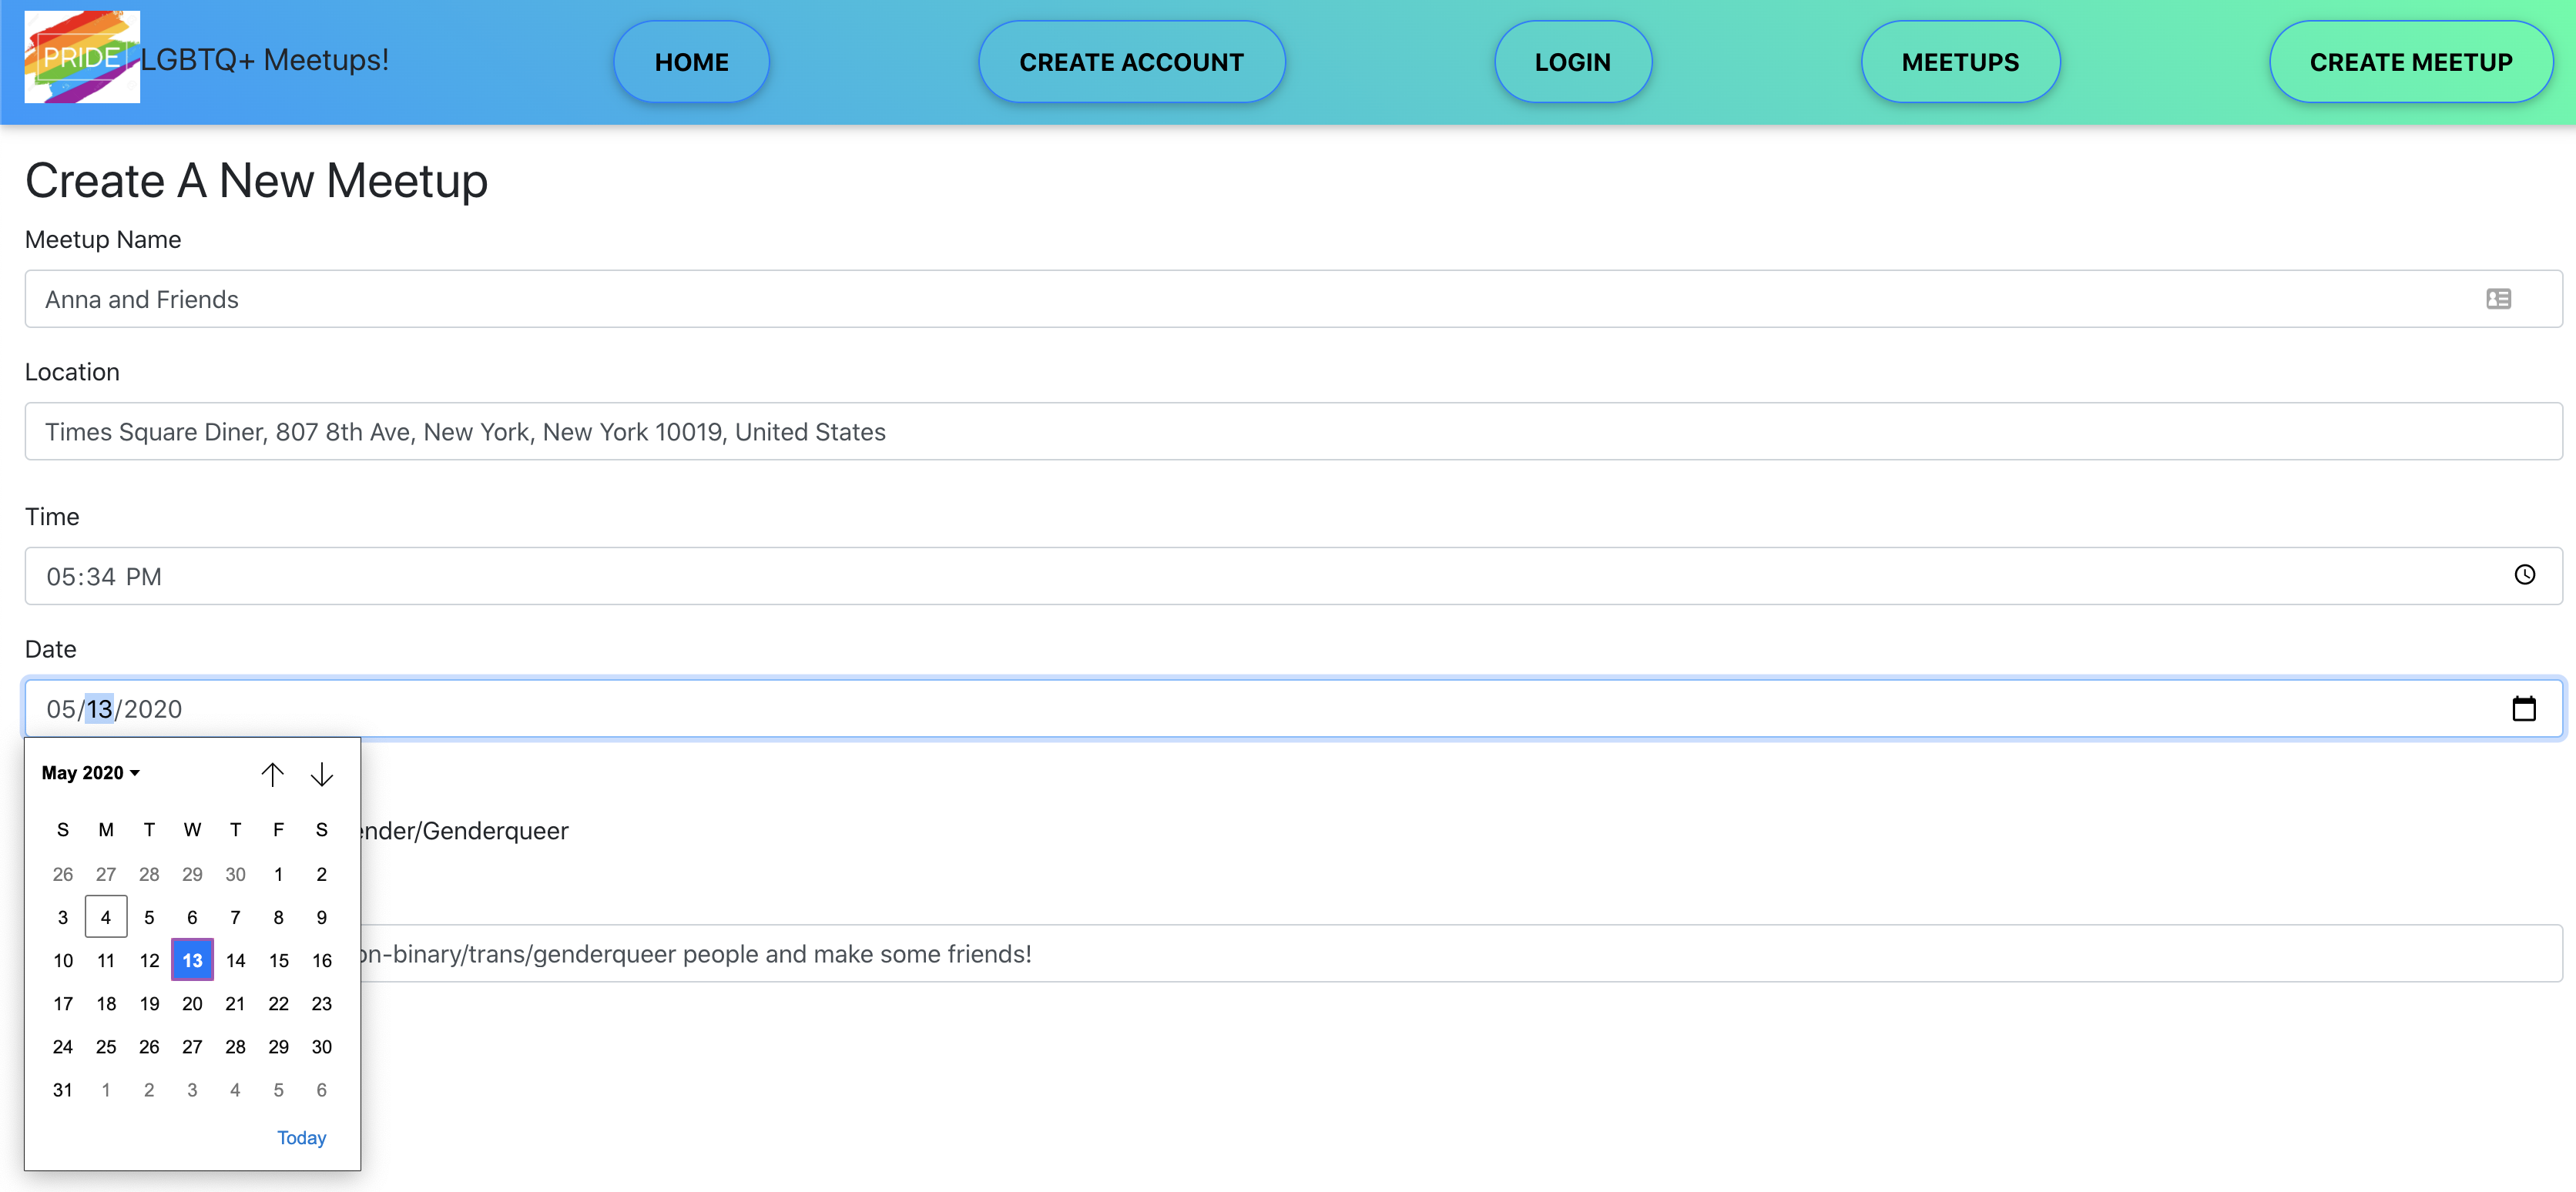 PRIDE LGBTQ+ Meetups! HOME CREATE ACCOUNT LOGIN MEETUPS CREATE MEETUP
Create A New Meetup
Meetup Name
Anna and Friends
Location
Times Square Diner, 807 8th Ave, New York, New York 10019, United States
Time
05:34 PM
Date
05/13/2020
May 2020
S M T W T F S
ender/Genderqueer
26 27 28 29 30 1 2
3 4 5 6 7 8 9
on-binary/trans/genderqueer people and make some friends!
10 11 12 13 14 15 16
17 18 19 20 21 22 23
24 25 26 27 28 29 30
31 1 2 3 4 5 6
Today